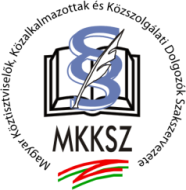 Magyar Köztisztviselők, Közalkalmazottak és Közszolgálati Dolgozók Szakszervezete
§
MKKSZ